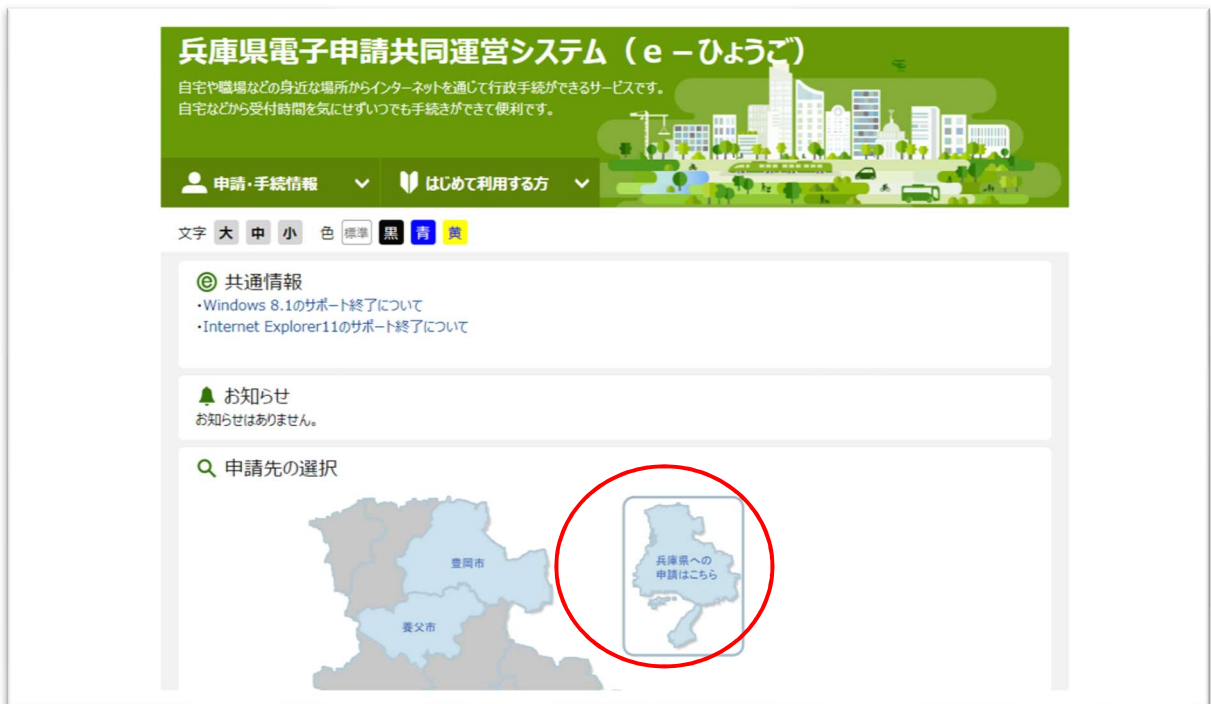 兵庫県電子申請共同運営システム（e－ひょうご）
自宅や職場などの身近な場所からインターネットを通じて行政手続ができるサービスです。
自宅などから受付時間を気にせずいつでも手続きができて便利です。
申請・手続情報 はじめて利用する方
文字 大 中 小 色 標準 黒 青 黄
共通情報
・Windows 8.1のサポート終了について
・Internet Explorer11のサポート終了について
お知らせ
お知らせはありません。
申請先の選択
豊岡市
養父市
兵庫県への
申請はこちら